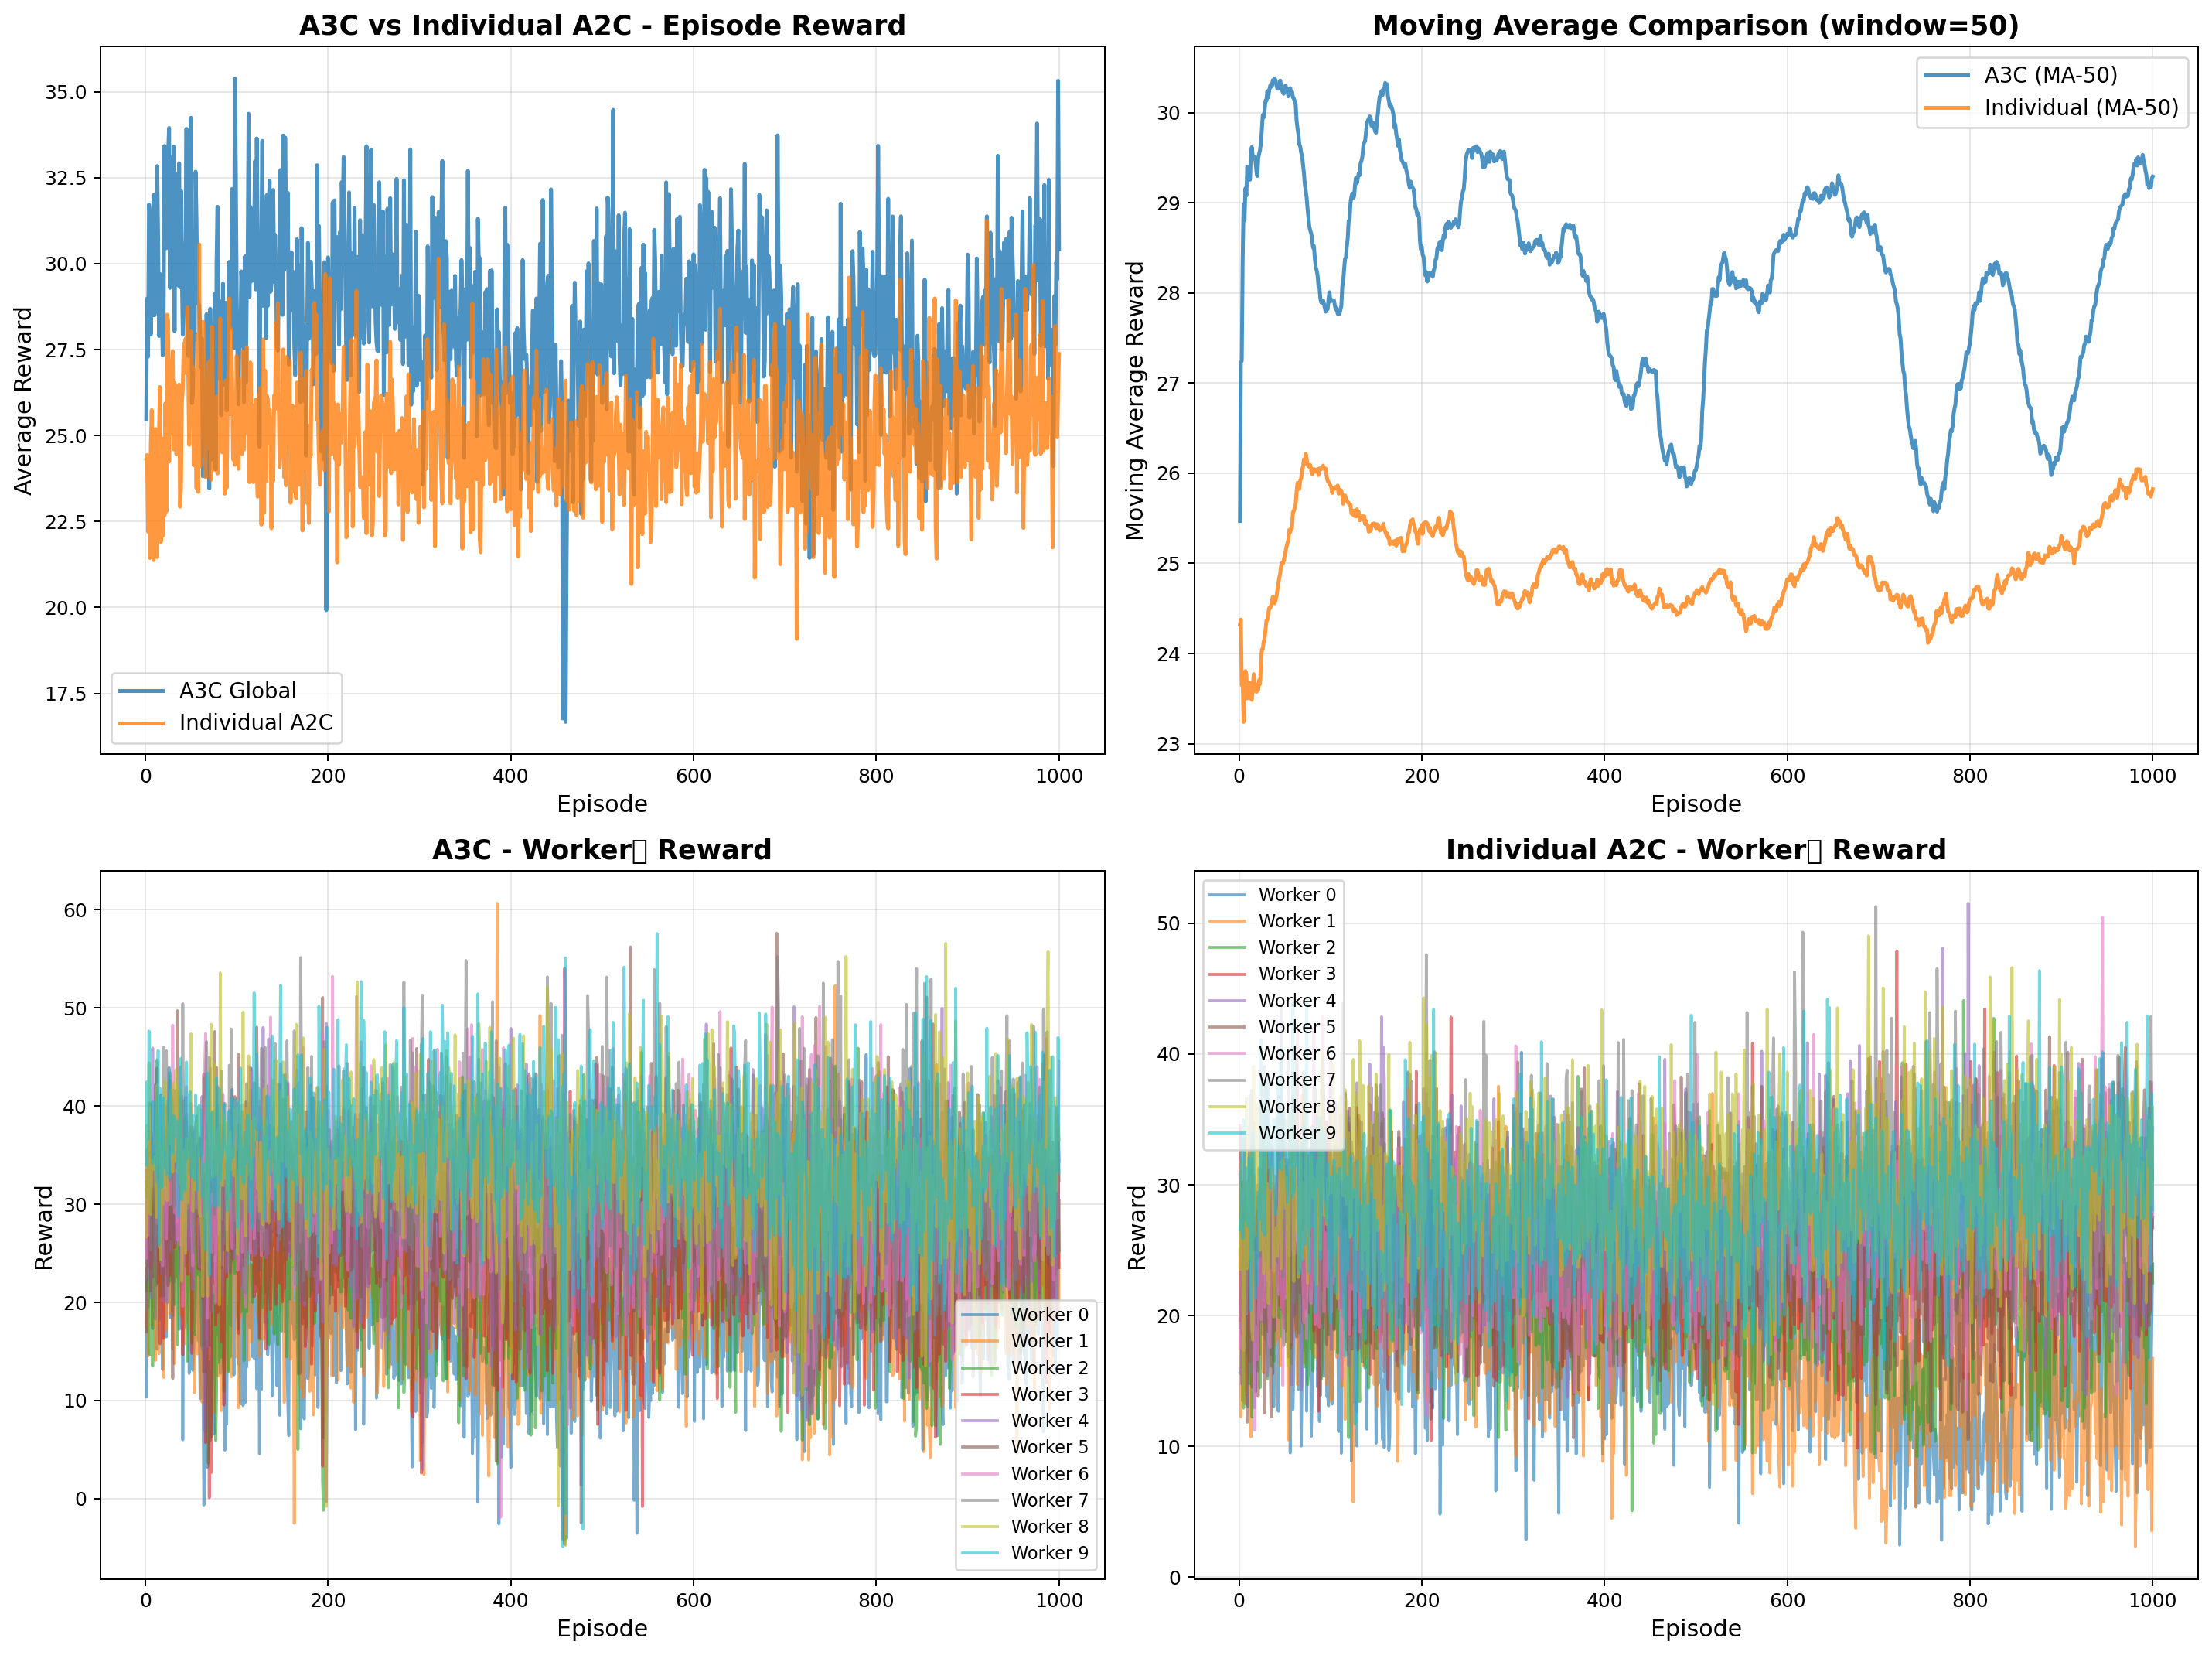 A3C vs Individual A2C - Episode Reward
Average Reward
35.0
32.5
30.0
27.5
25.0
22.5
20.0
17.5
A3C Global
Individual A2C
0 200 400 600 800 1000
Episode
Moving Average Comparison (window=50)
Moving Average Reward
30
29
28
27
26
25
24
23
A3C (MA-50)
Individual (MA-50)
0 200 400 600 800 1000
Episode
A3C - Worker▯ Reward
Reward
60
50
40
30
20
10
0
Worker 0
Worker 1
Worker 2
Worker 3
Worker 4
Worker 5
Worker 6
Worker 7
Worker 8
Worker 9
0 200 400 600 800 1000
Episode
Individual A2C - Worker▯ Reward
Reward
50
40
30
20
10
0
Worker 0
Worker 1
Worker 2
Worker 3
Worker 4
Worker 5
Worker 6
Worker 7
Worker 8
Worker 9
0 200 400 600 800 1000
Episode